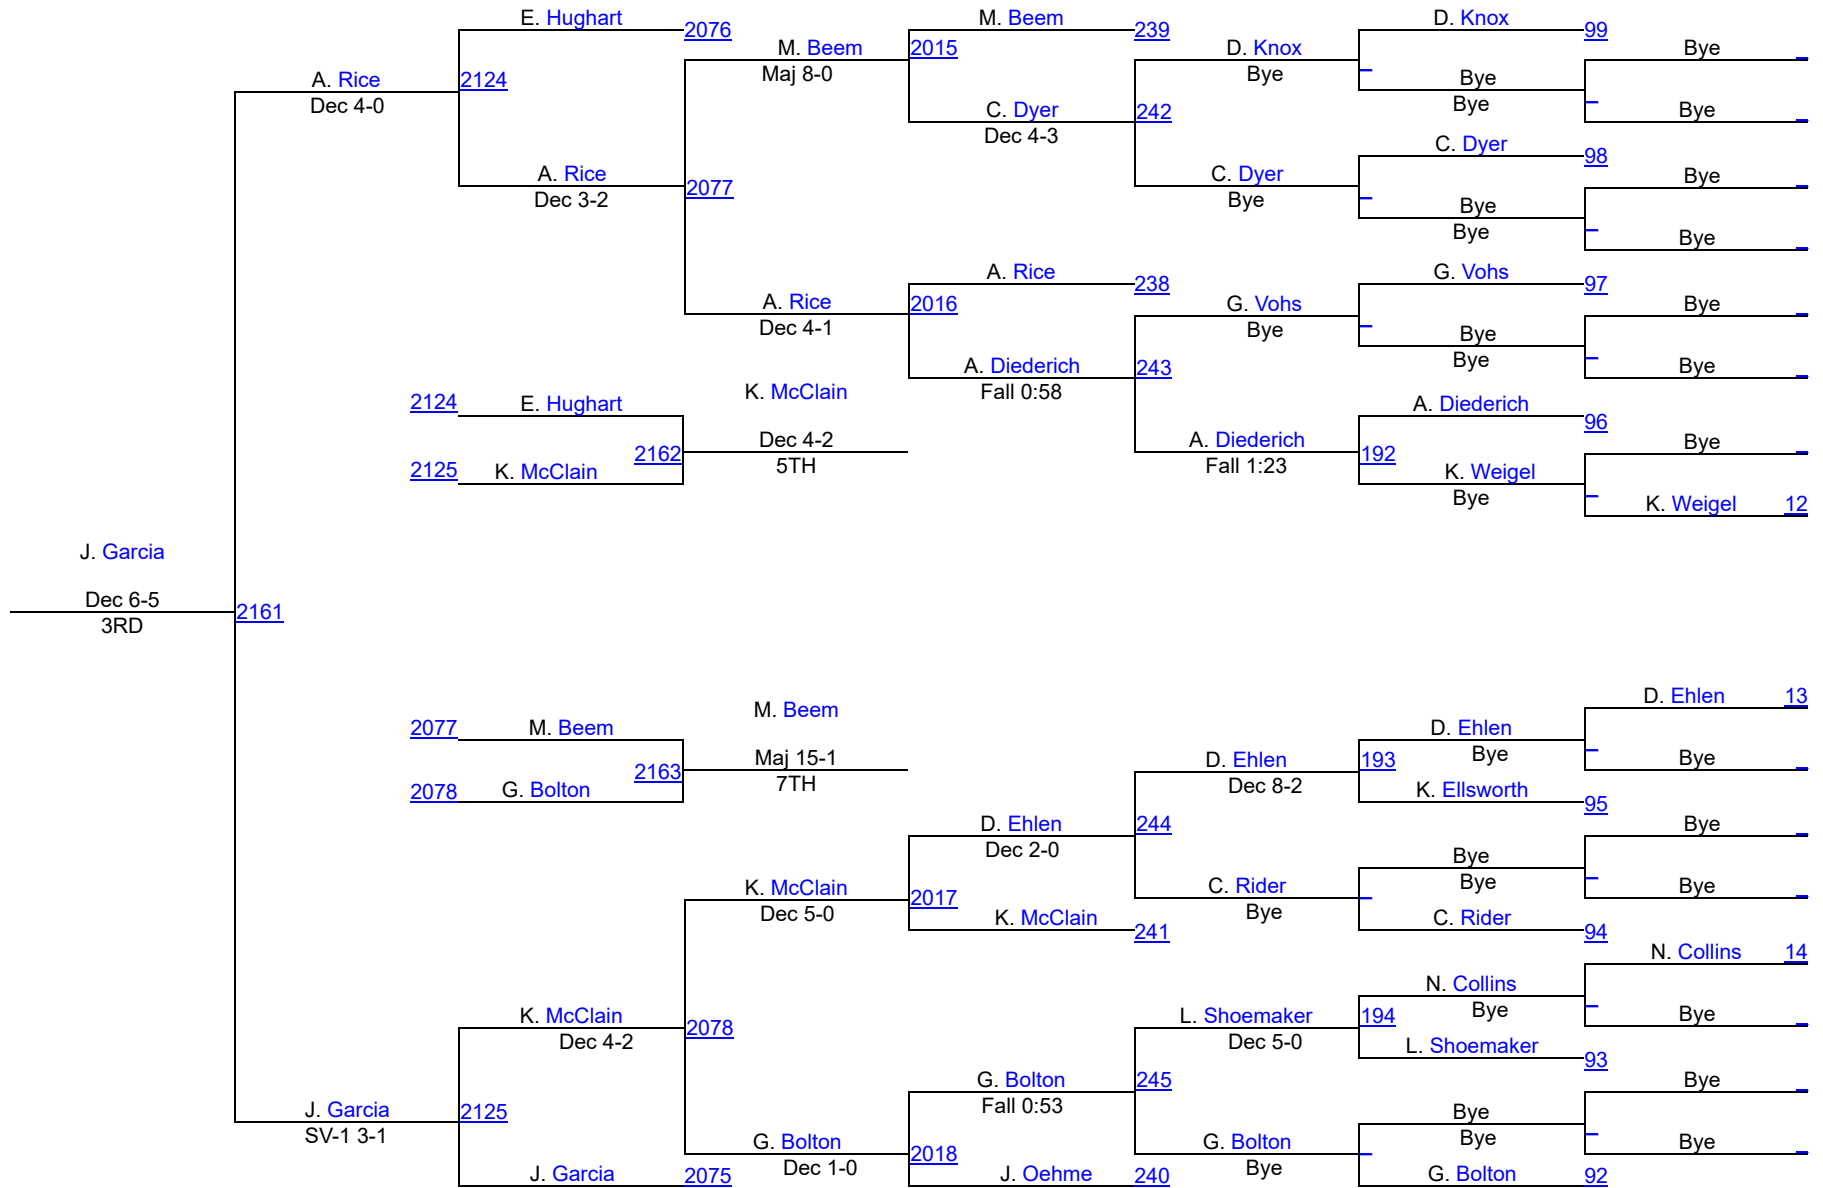 E. Hughart 2076
M. Beem 239
D. Knox 99
M. Beem 2015
D. Knox
Bye
Maj 8-0
Bye
Bye
A. Rice 2124
Bye
Dec 4-0
C. Dyer 242
Bye
Dec 4-3
C. Dyer 98
A. Rice 2077
C. Dyer
Bye
Dec 3-2
Bye
Bye
Bye
Bye
A. Rice 238
G. Vohs 97
A. Rice 2016
G. Vohs
Bye
Dec 4-1
Bye
Bye
Bye
A. Diederich 243
Bye
Fall 0:58
K. McClain
2124 E. Hughart
A. Diederich 96
Dec 4-2
A. Diederich 192
Bye
2162
5TH
Fall 1:23
2125 K. McClain
K. Weigel
Bye
K. Weigel 12
J. Garcia
Dec 6-5
2161
3RD
D. Ehlen 13
M. Beem
2077 M. Beem
D. Ehlen
Bye
Maj 15-1
D. Ehlen 193
Bye
2163
7TH
Dec 8-2
2078 G. Bolton
K. Ellsworth 95
D. Ehlen 244
Bye
Dec 2-0
Bye
Bye
K. McClain 2017
C. Rider
Bye
Dec 5-0
Bye
K. McClain 241
C. Rider 94
N. Collins 14
N. Collins
Bye
K. McClain 2078
L. Shoemaker 194
Bye
Dec 4-2
Dec 5-0
L. Shoemaker 93
G. Bolton 245
Bye
Fall 0:53
J. Garcia 2125
Bye
SV-1 3-1
Bye
G. Bolton 2018
G. Bolton
Bye
Dec 1-0
Bye
J. Garcia 2075
J. Oehme 240
G. Bolton 92